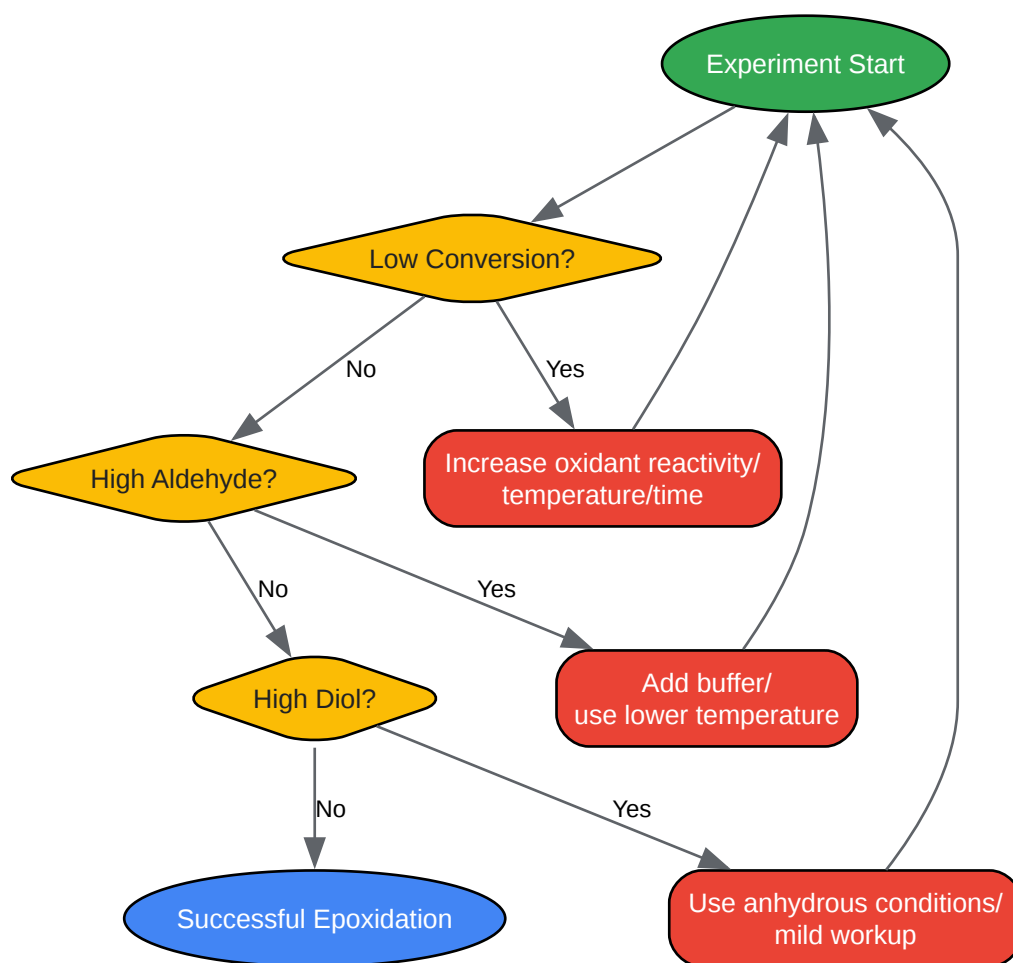 Experiment Start
Low Conversion?
No
Yes
Increase oxidant reactivity/
temperature/time
High Aldehyde?
No
Yes
Add buffer/
use lower temperature
High Diol?
No
Yes
Successful Epoxidation
Use anhydrous conditions/
mild workup